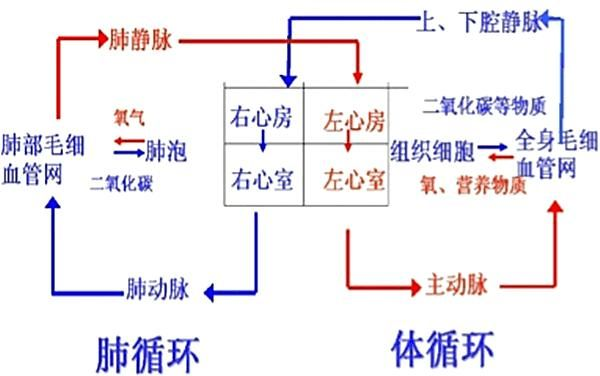 上、下腔静脉
肺静脉
氧气
二氧化碳等物质
右心房
左心房
肺部毛细
血管网
肺泡
组织细胞
全身毛细
血管网
二氧化碳
右心室
左心室
氧、营养物质
肺动脉
主动脉
肺循环
体循环